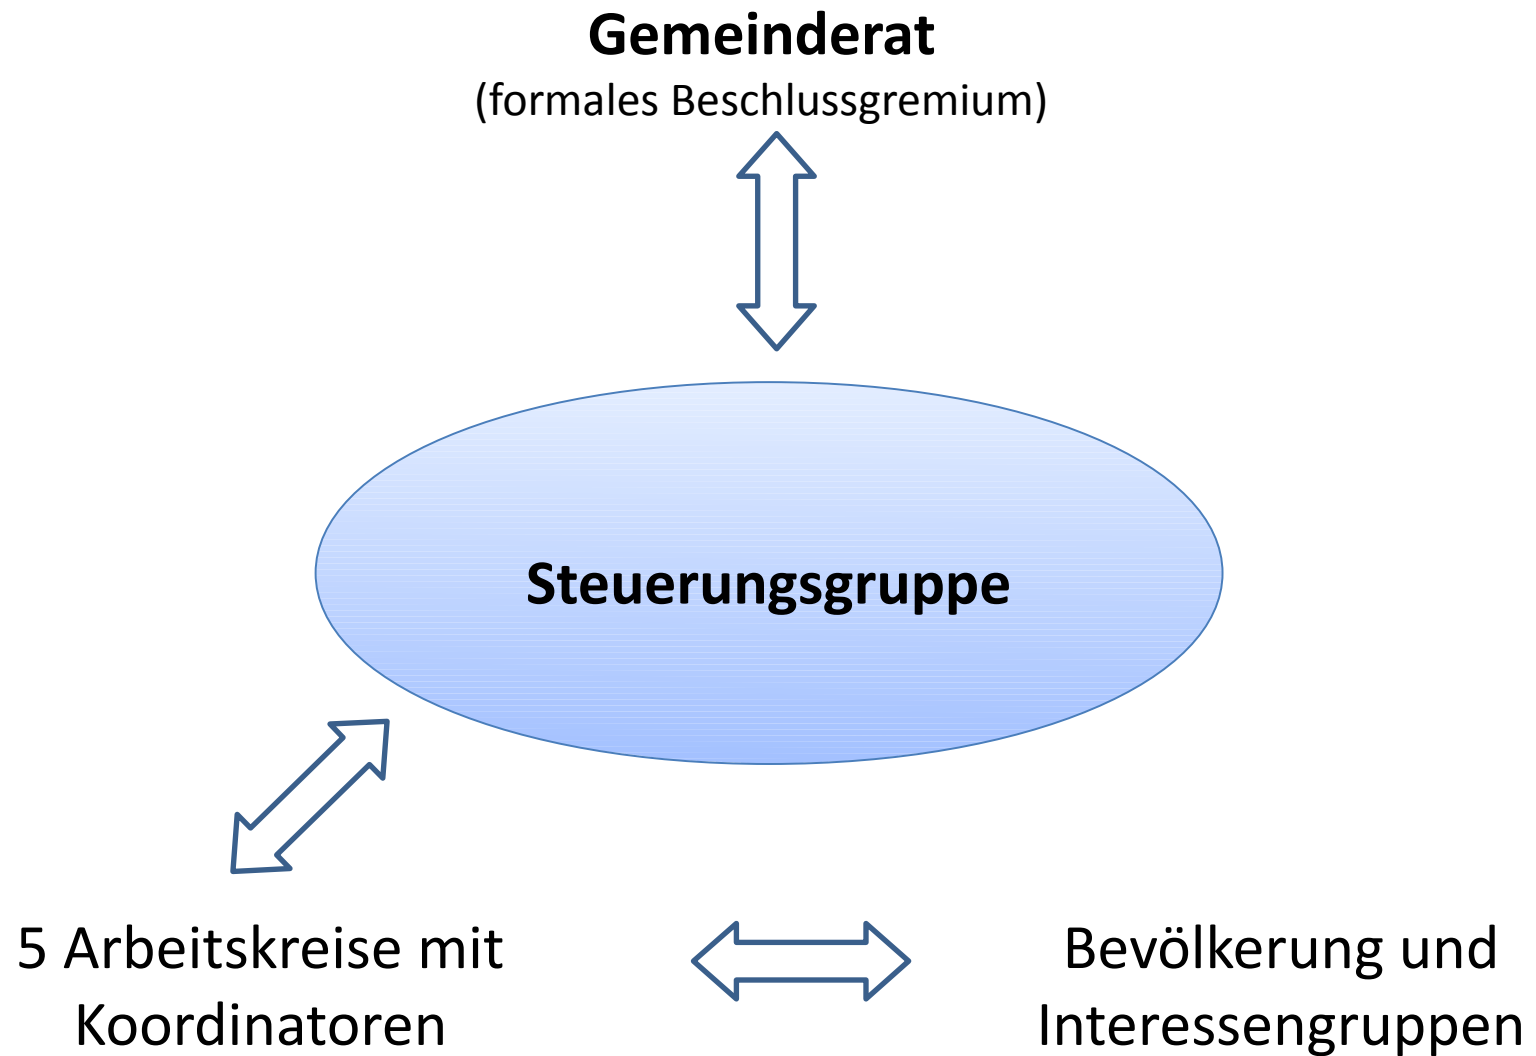 Gemeinderat
(formales Beschlussgremium)
Steuerungsgruppe
5 Arbeitskreise mit
Koordinatoren
Bevölkerung und
Interessengruppen